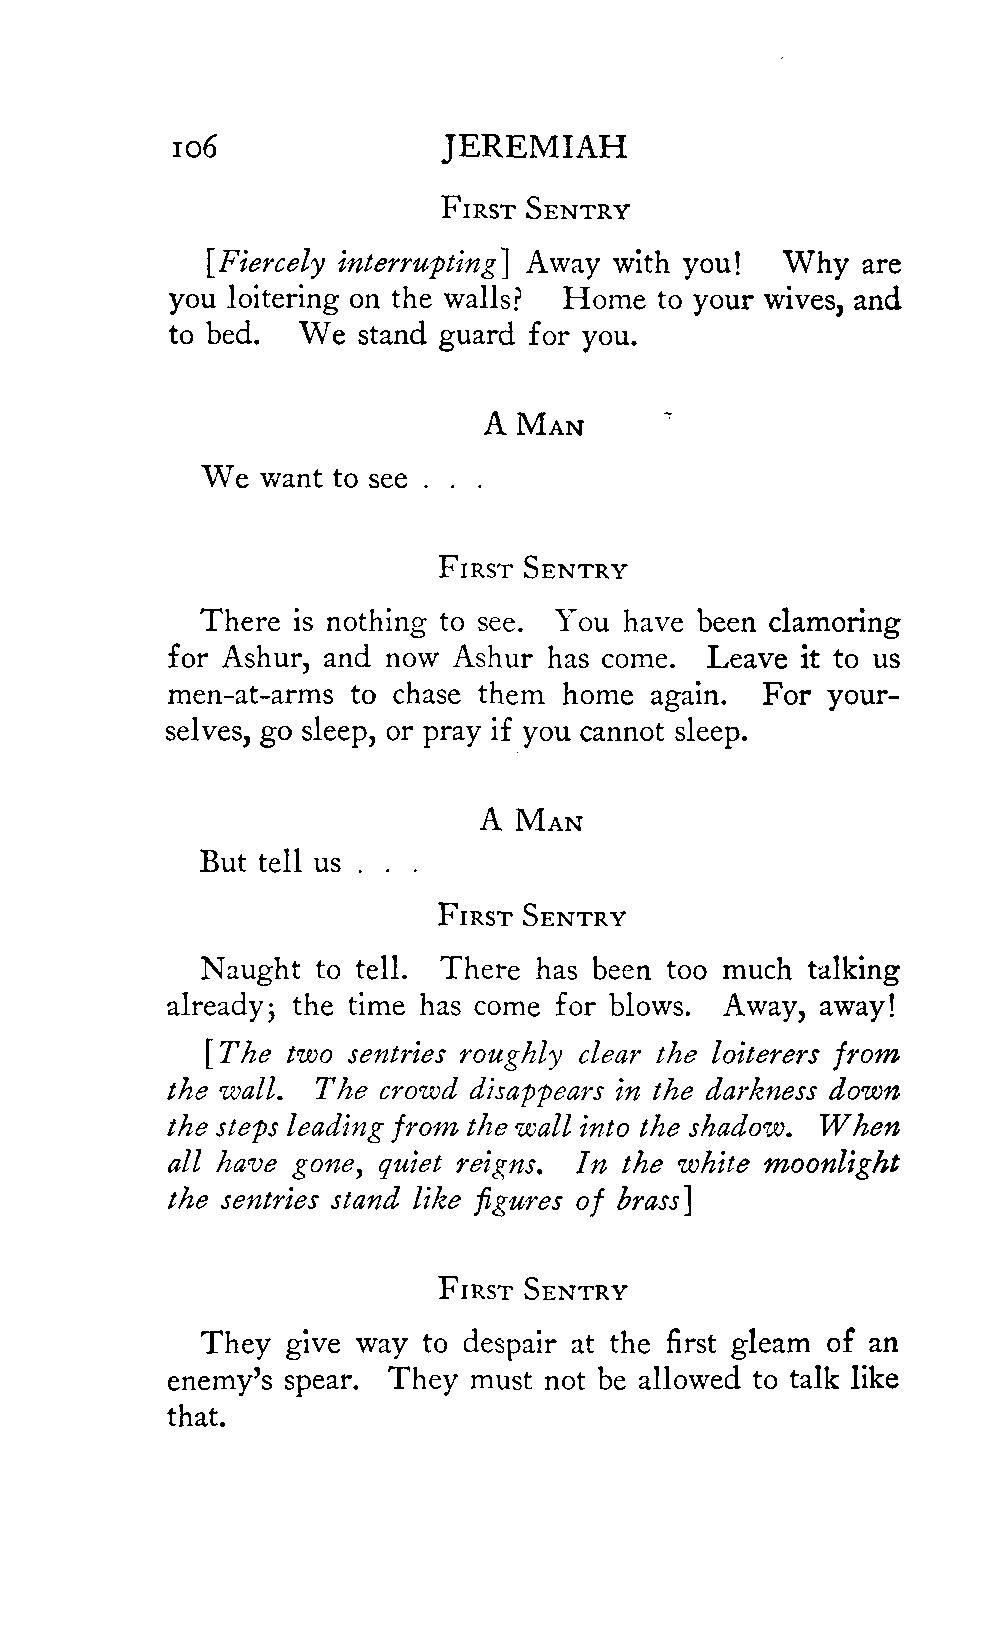 106 JEREMIAH
First Sentry
[Fiercely interrupting] Away with you! Why are
you loitering on the walls? Home to your wives, and
to bed. We stand guard for you.
A Man
We want to see . . .
First Sentry
There is nothing to see. You have been clamoring
for Ashur, and now Ashur has come. Leave it to us
men-at-arms to chase them home again. For your-
selves, go sleep, or pray if you cannot sleep.
A Man
But tell us . . .
First Sentry
Naught to tell. There has been too much talking
already; the time has come for blows. Away, away!
[The two sentries roughly clear the loiterers from
the wall. The crowd disappears in the darkness down
the steps leading from the wall into the shadow. When
all have gone, quiet reigns. In the white moonlight
the sentries stand like figures of brass]
First Sentry
They give way to despair at the first gleam of an
enemy's spear. They must not be allowed to talk like
that.